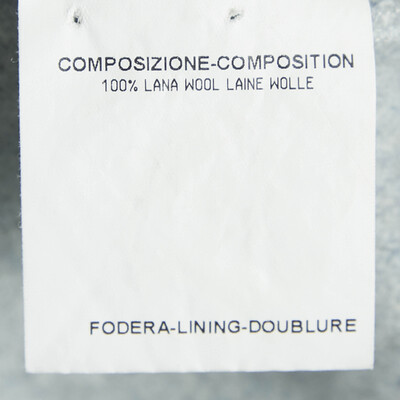 COMPOSIZIONE-COMPOSITION
100% LANA WOOL LAINE WOLLE
FODERA-LINING-DOUBLURE